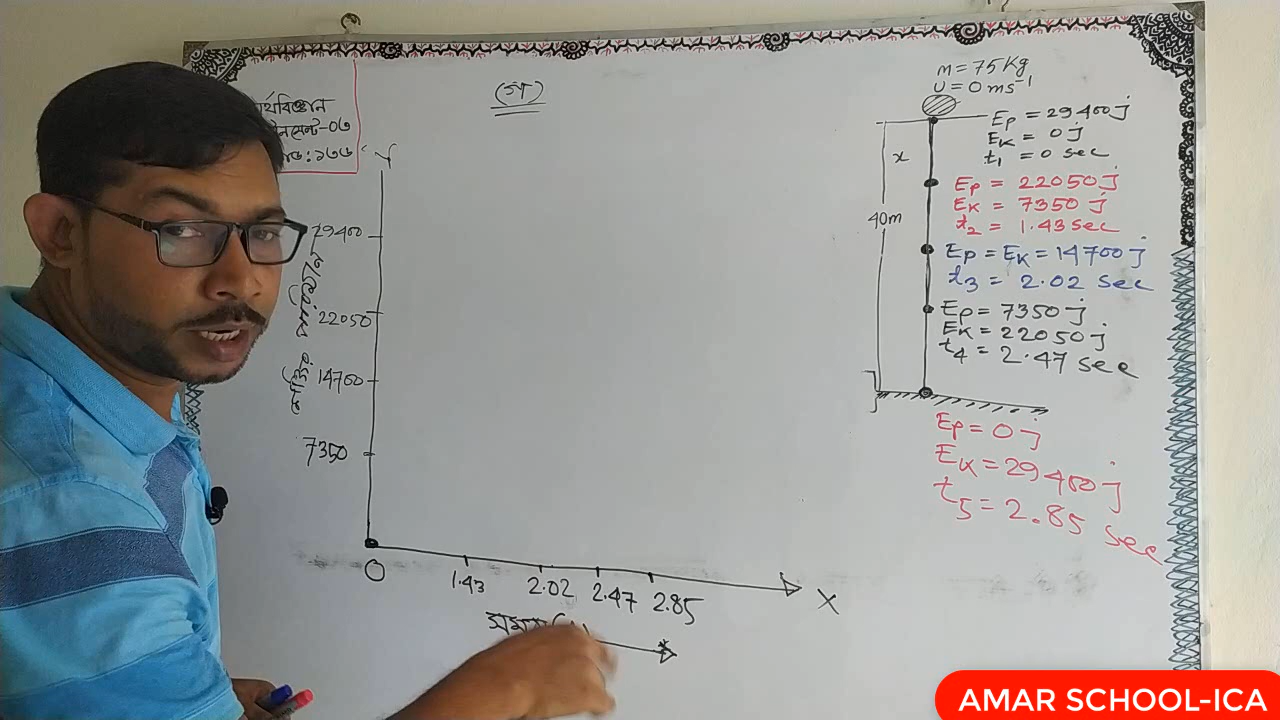 (ঘ)
Y
29400
22050
14700
7350
O
1.43
2.02
2.47
2.85
X
m = 75 Kg
U = 0 ms⁻¹
Ep = 29400 j
EK = 0 j
t1 = 0 sec
x
Ep = 22050 j
EK = 7350 j
t2 = 1.43 sec
40m
Ep = EK = 14700 j
t3 = 2.02 sec
Ep = 7350 j
EK = 22050 j
t4 = 2.47 sec
Ep = 0 j
EK = 29400 j
t5 = 2.85 sec
AMAR SCHOOL-ICA